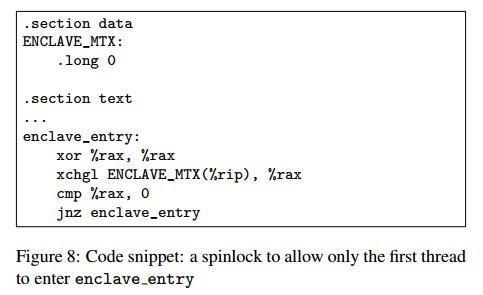 .section data
ENCLAVE_MTX:
    .long 0

.section text
...
enclave_entry:
    xor %rax, %rax
    xchgl ENCLAVE_MTX(%rip), %rax
    cmp %rax, 0
    jnz enclave_entry
Figure 8: Code snippet: a spinlock to allow only the first thread
to enter enclave_entry